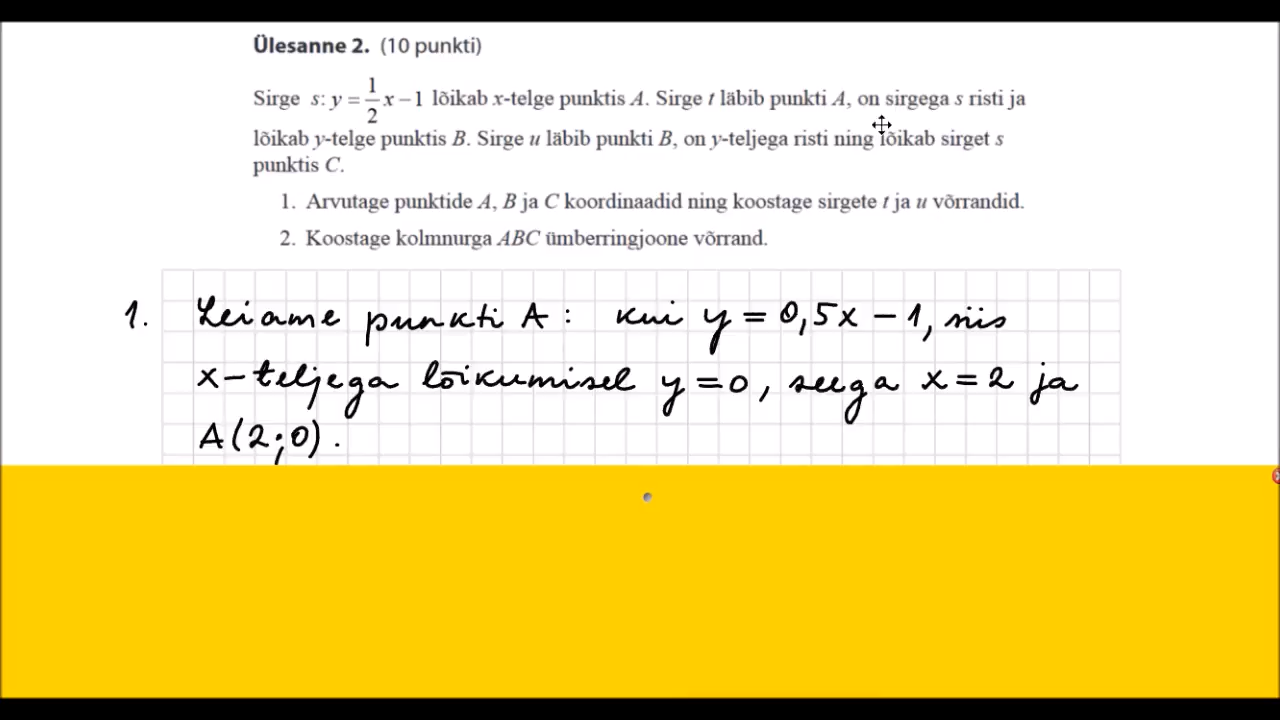 Ülesanne 2. (10 punkti)
Sirge s: y = 1/2 x − 1 lõikab x-telge punktis A. Sirge t läbib punkti A, on sirgega s risti ja
lõikab y-telge punktis B. Sirge u läbib punkti B, on y-teljega risti ning lõikab sirget s
punktis C.
1. Arvutage punktide A, B ja C koordinaadid ning koostage sirgete t ja u võrrandid.
2. Koostage kolmnurga ABC ümberringjoone võrrand.
1. Leiame punkti A: kui y = 0,5x − 1, siis
x-teljega lõikumisel y = 0, seega x = 2 ja
A(2;0).